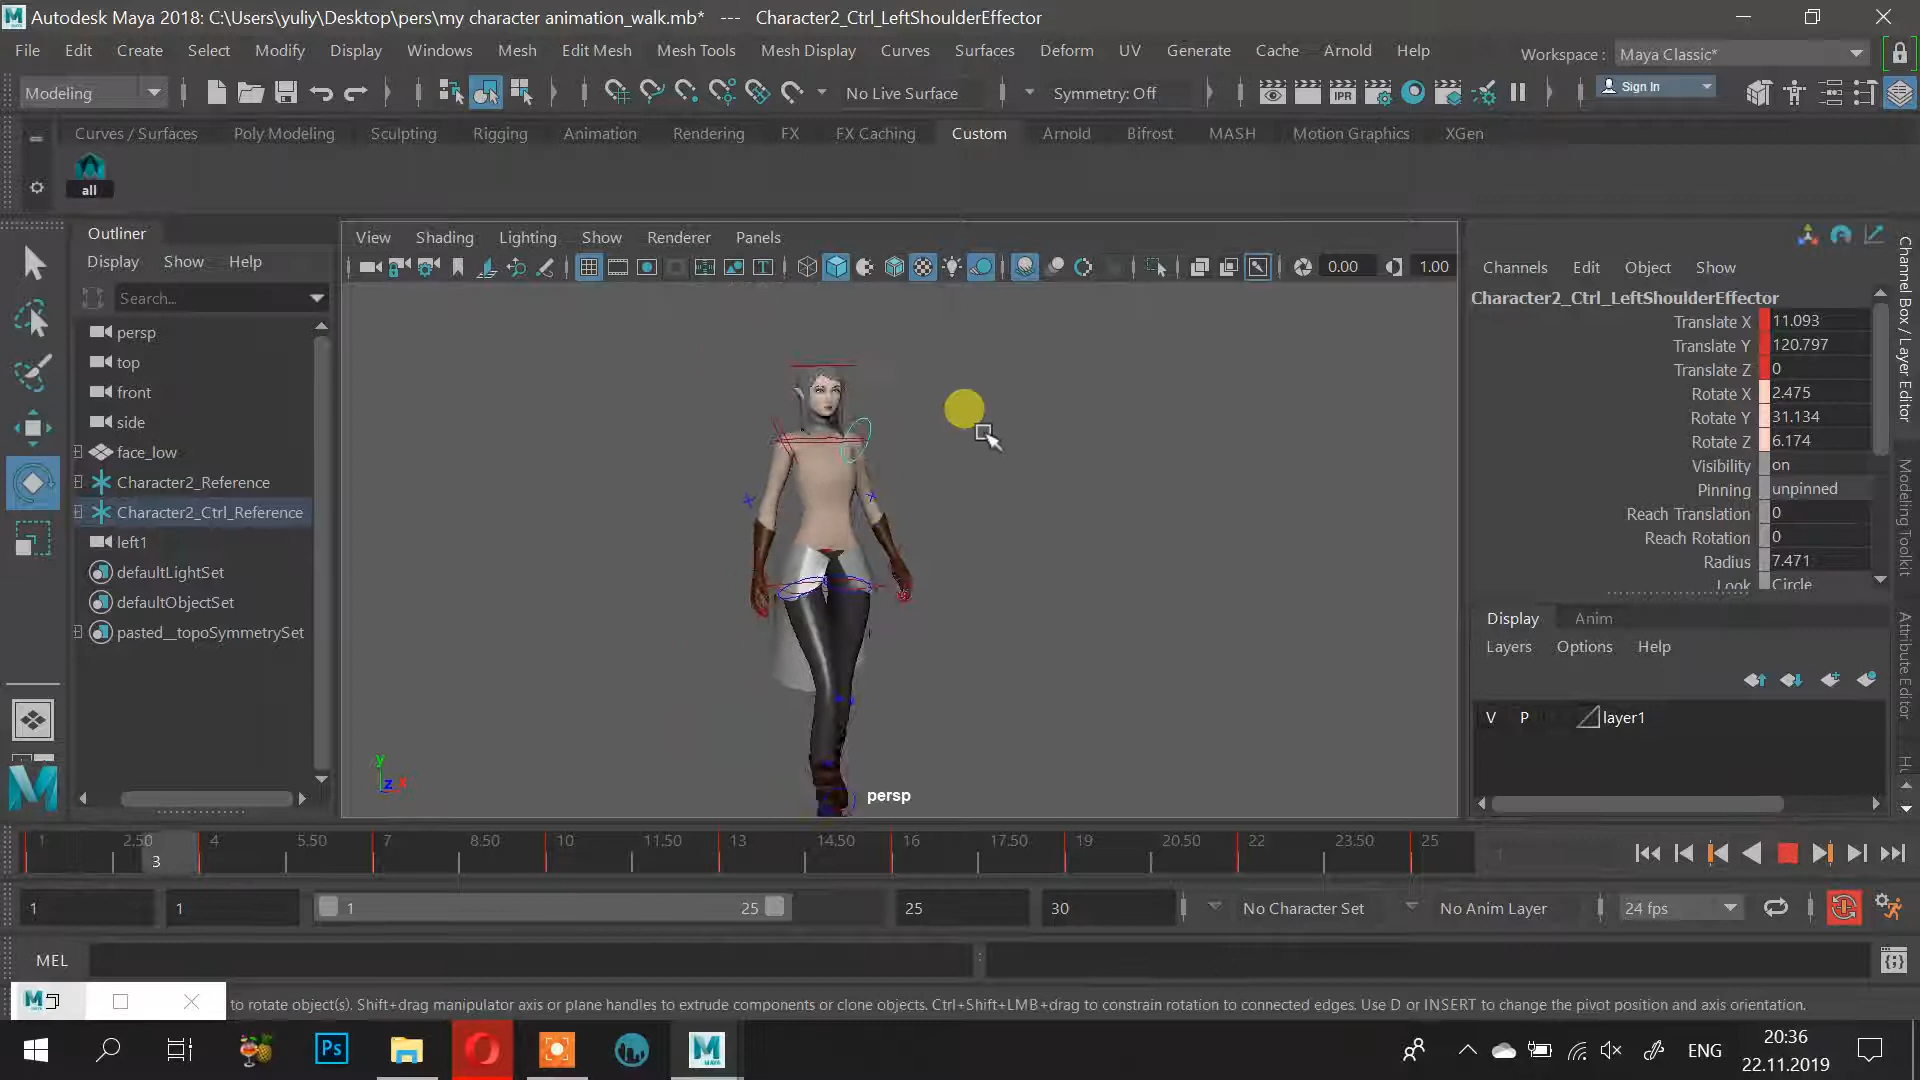 Autodesk Maya 2018: C:\Users\yuliy\Desktop\pers\my character animation_walk.mb* --- Character2_Ctrl_LeftShoulderEffector
File Edit Create Select Modify Display Windows Mesh Edit Mesh Mesh Tools Mesh Display Curves Surfaces Deform UV Generate Cache Arnold Help Workspace : Maya Classic*
Modeling No Live Surface Symmetry: Off IPR Sign In
Curves / Surfaces Poly Modeling Sculpting Rigging Animation Rendering FX FX Caching Custom Arnold Bifrost MASH Motion Graphics XGen
all
Outliner
Display Show Help
Search...
persp
top
front
side
face_low
Character2_Reference
Character2_Ctrl_Reference
left1
defaultLightSet
defaultObjectSet
pasted__topoSymmetrySet
View Shading Lighting Show Renderer Panels
0.00 1.00
y
z x
persp
Channels Edit Object Show
Character2_Ctrl_LeftShoulderEffector
Translate X 11.093
Translate Y 120.797
Translate Z 0
Rotate X 2.475
Rotate Y 31.134
Rotate Z 6.174
Visibility on
Pinning unpinned
Reach Translation 0
Reach Rotation 0
Radius 7.471
Look Circle
Display Anim
Layers Options Help
V P layer1
Channel Box / Layer Editor
Modeling Toolkit
Attribute Editor
1 2.50 4 5.50 7 8.50 10 11.50 13 14.50 16 17.50 19 20.50 22 23.50 25 1
3
1 1 1 25 25 30 No Character Set No Anim Layer 24 fps
MEL
to rotate object(s). Shift+drag manipulator axis or plane handles to extrude components or clone objects. Ctrl+Shift+LMB+drag to constrain rotation to connected edges. Use D or INSERT to change the pivot position and axis orientation.
Ps
ENG
20:36
22.11.2019